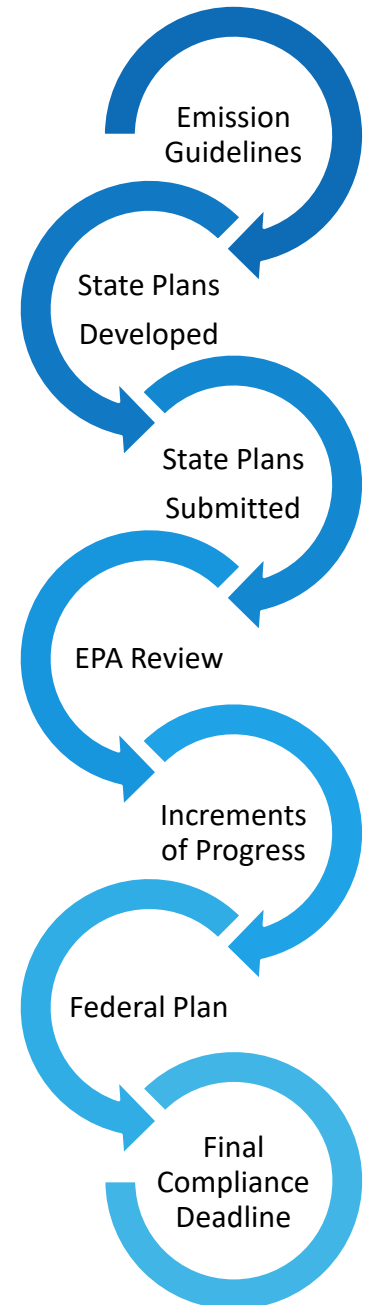 Emission
Guidelines
State Plans
Developed
State Plans
Submitted
EPA Review
Increments
of Progress
Federal Plan
Final
Compliance
Deadline